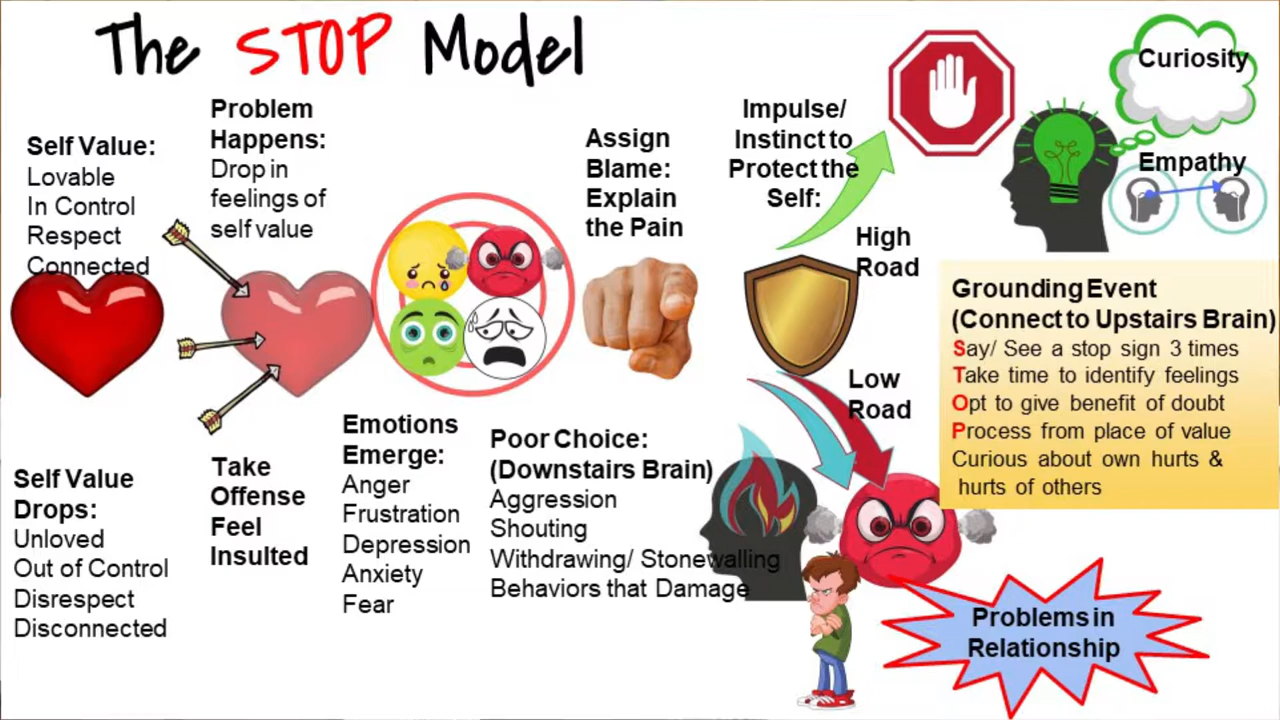 The STOP Model
Self Value:
Lovable
In Control
Respect
Connected
Problem
Happens:
Drop in
feelings of
self value
Assign
Blame:
Explain
the Pain
Impulse/
Instinct to
Protect the
Self:
High
Road
Low
Road
Curiosity
Empathy
Grounding Event
(Connect to Upstairs Brain)
Say/ See a stop sign 3 times
Take time to identify feelings
Opt to give benefit of doubt
Process from place of value
Curious about own hurts &
hurts of others
Self Value
Drops:
Unloved
Out of Control
Disrespect
Disconnected
Take
Offense
Feel
Insulted
Emotions
Emerge:
Anger
Frustration
Depression
Anxiety
Fear
Poor Choice:
(Downstairs Brain)
Aggression
Shouting
Withdrawing/ Stonewalling
Behaviors that Damage
Problems in
Relationship